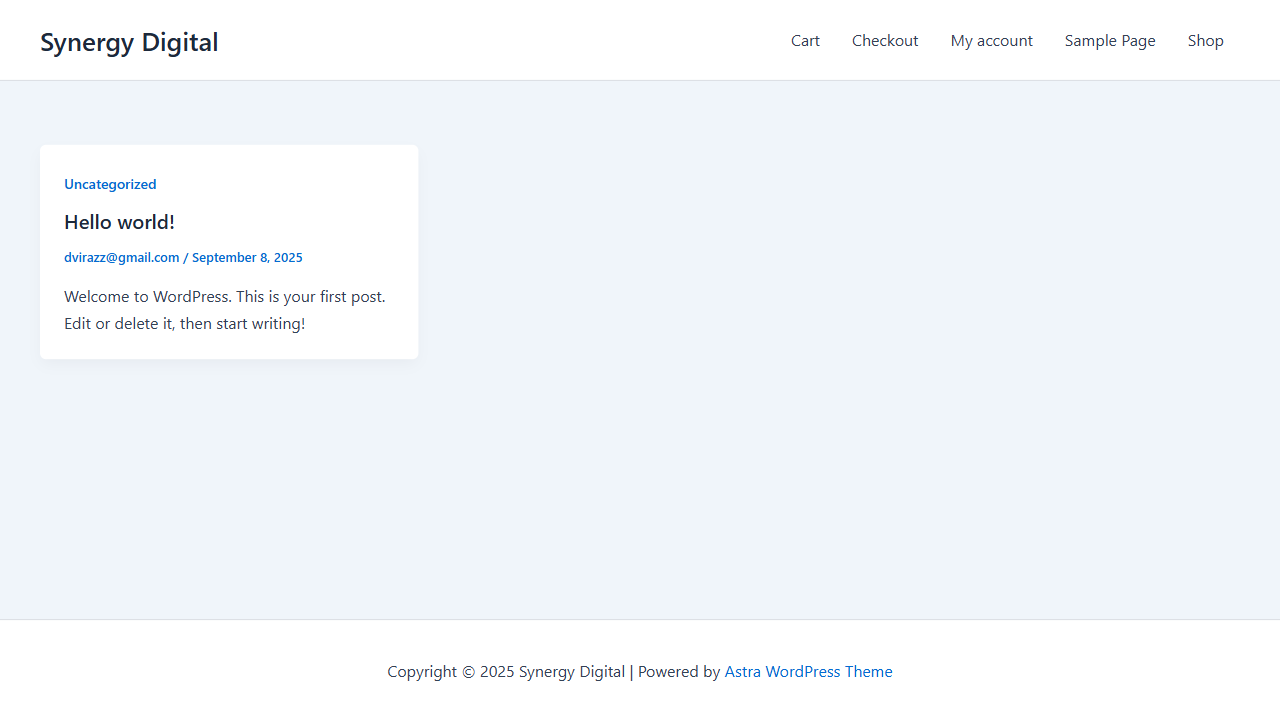 Synergy Digital
Cart Checkout My account Sample Page Shop
Uncategorized
Hello world!
dvirazz@gmail.com / September 8, 2025
Welcome to WordPress. This is your first post.
Edit or delete it, then start writing!
Copyright © 2025 Synergy Digital | Powered by Astra WordPress Theme